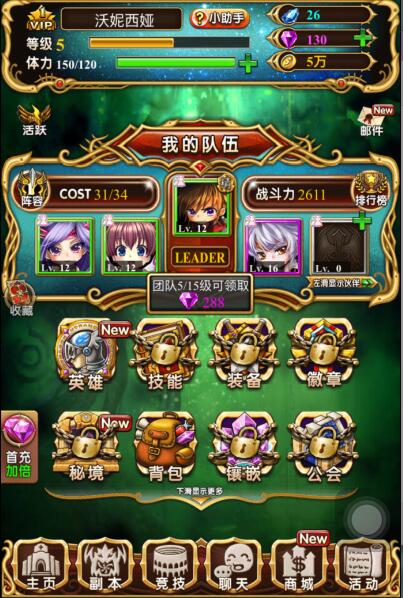 VIP
沃妮西娅
?小助手
26
等级 5
130
体力 150/120
5万
活跃
New
邮件
我的队伍
阵容
COST 31/34
战斗力 2611
排行榜
Lv. 12
Lv. 12
Lv. 12
LEADER
Lv. 16
Lv. 0
左滑显示伙伴
团队5/15级可领取
288
收藏
New
英雄
技能
装备
徽章
New
首充
加倍
秘境
背包
镶嵌
公会
下滑显示更多
New
主页
副本
竞技
聊天
商城
活动